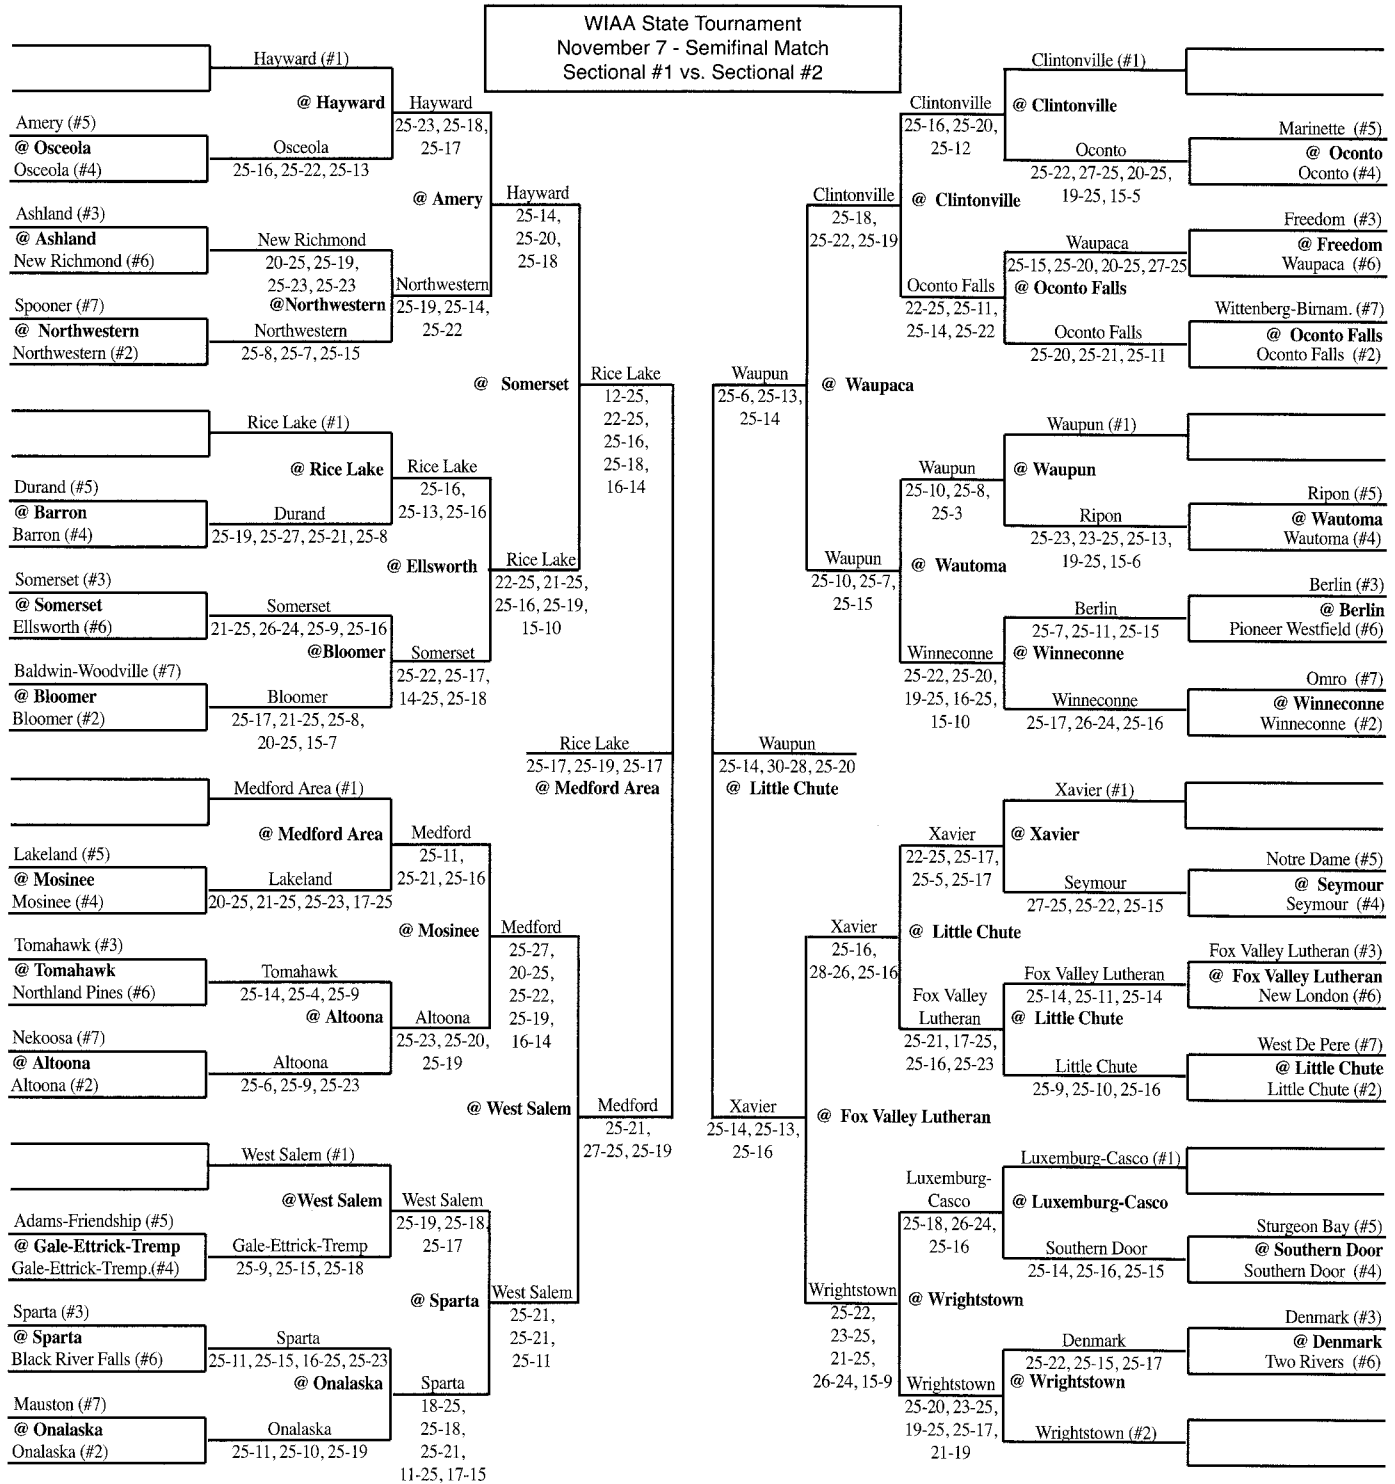 WIAA State Tournament
November 7 - Semifinal Match
Sectional #1 vs. Sectional #2
Hayward (#1)
@ Hayward
Amery (#5)
@ Osceola
Osceola (#4)
Osceola
25-16, 25-22, 25-13
Hayward
25-23, 25-18,
25-17
@ Amery
Ashland (#3)
@ Ashland
New Richmond (#6)
New Richmond
20-25, 25-19,
25-23, 25-23
@Northwestern
Spooner (#7)
@ Northwestern
Northwestern (#2)
Northwestern
25-8, 25-7, 25-15
Northwestern
25-19, 25-14,
25-22
Hayward
25-14,
25-20,
25-18
@ Somerset
Rice Lake (#1)
@ Rice Lake
Durand (#5)
@ Barron
Barron (#4)
Durand
25-19, 25-27, 25-21, 25-8
Rice Lake
25-16,
25-13, 25-16
@ Ellsworth
Somerset (#3)
@ Somerset
Ellsworth (#6)
Somerset
21-25, 26-24, 25-9, 25-16
@Bloomer
Baldwin-Woodville (#7)
@ Bloomer
Bloomer (#2)
Bloomer
25-17, 21-25, 25-8,
20-25, 15-7
Somerset
25-22, 25-17,
14-25, 25-18
Rice Lake
22-25, 21-25,
25-16, 25-19,
15-10
Rice Lake
12-25,
22-25,
25-16,
25-18,
16-14
Rice Lake
25-17, 25-19, 25-17
@ Medford Area
Medford Area (#1)
@ Medford Area
Lakeland (#5)
@ Mosinee
Mosinee (#4)
Lakeland
20-25, 21-25, 25-23, 17-25
Medford
25-11,
25-21, 25-16
@ Mosinee
Tomahawk (#3)
@ Tomahawk
Northland Pines (#6)
Tomahawk
25-14, 25-4, 25-9
@ Altoona
Nekoosa (#7)
@ Altoona
Altoona (#2)
Altoona
25-6, 25-9, 25-23
Altoona
25-23, 25-20,
25-19
Medford
25-27,
20-25,
25-22,
25-19,
16-14
@ West Salem
Medford
25-21,
27-25, 25-19
West Salem (#1)
@West Salem
Adams-Friendship (#5)
@ Gale-Ettrick-Tremp
Gale-Ettrick-Tremp.(#4)
Gale-Ettrick-Tremp
25-9, 25-15, 25-18
West Salem
25-19, 25-18,
25-17
@ Sparta
Sparta (#3)
@ Sparta
Black River Falls (#6)
Sparta
25-11, 25-15, 16-25, 25-23
@ Onalaska
Mauston (#7)
@ Onalaska
Onalaska (#2)
Onalaska
25-11, 25-10, 25-19
Sparta
18-25,
25-18,
25-21,
11-25, 17-15
West Salem
25-21,
25-21,
25-11
Clintonville (#1)
@ Clintonville
Marinette (#5)
@ Oconto
Oconto (#4)
Oconto
25-22, 27-25, 20-25,
19-25, 15-5
Clintonville
25-16, 25-20,
25-12
@ Clintonville
Freedom (#3)
@ Freedom
Waupaca (#6)
Waupaca
25-15, 25-20, 20-25, 27-25
@ Oconto Falls
Wittenberg-Birnam. (#7)
@ Oconto Falls
Oconto Falls (#2)
Oconto Falls
25-20, 25-21, 25-11
Oconto Falls
22-25, 25-11,
25-14, 25-22
Clintonville
25-18,
25-22, 25-19
@ Waupaca
Waupun
25-6, 25-13,
25-14
Waupun (#1)
@ Waupun
Ripon (#5)
@ Wautoma
Wautoma (#4)
Ripon
25-23, 23-25, 25-13,
19-25, 15-6
Waupun
25-10, 25-8,
25-3
@ Wautoma
Berlin (#3)
@ Berlin
Pioneer Westfield (#6)
Berlin
25-7, 25-11, 25-15
@ Winneconne
Omro (#7)
@ Winneconne
Winneconne (#2)
Winneconne
25-17, 26-24, 25-16
Winneconne
25-22, 25-20,
19-25, 16-25,
15-10
Waupun
25-10, 25-7,
25-15
Waupun
25-14, 30-28, 25-20
@ Little Chute
Xavier (#1)
@ Xavier
Notre Dame (#5)
@ Seymour
Seymour (#4)
Seymour
27-25, 25-22, 25-15
Xavier
22-25, 25-17,
25-5, 25-17
@ Little Chute
Fox Valley Lutheran (#3)
@ Fox Valley Lutheran
New London (#6)
Fox Valley Lutheran
25-14, 25-11, 25-14
@ Little Chute
West De Pere (#7)
@ Little Chute
Little Chute (#2)
Little Chute
25-9, 25-10, 25-16
Fox Valley
Lutheran
25-21, 17-25,
25-16, 25-23
Xavier
25-16,
28-26, 25-16
@ Fox Valley Lutheran
Xavier
25-14, 25-13,
25-16
Luxemburg-Casco (#1)
@ Luxemburg-Casco
Sturgeon Bay (#5)
@ Southern Door
Southern Door (#4)
Southern Door
25-14, 25-16, 25-15
Luxemburg-
Casco
25-18, 26-24,
25-16
@ Wrightstown
Denmark (#3)
@ Denmark
Two Rivers (#6)
Denmark
25-22, 25-15, 25-17
@ Wrightstown
Wrightstown (#2)
Wrightstown
25-20, 23-25,
19-25, 25-17,
21-19
Wrightstown
25-22,
23-25,
21-25,
26-24, 15-9